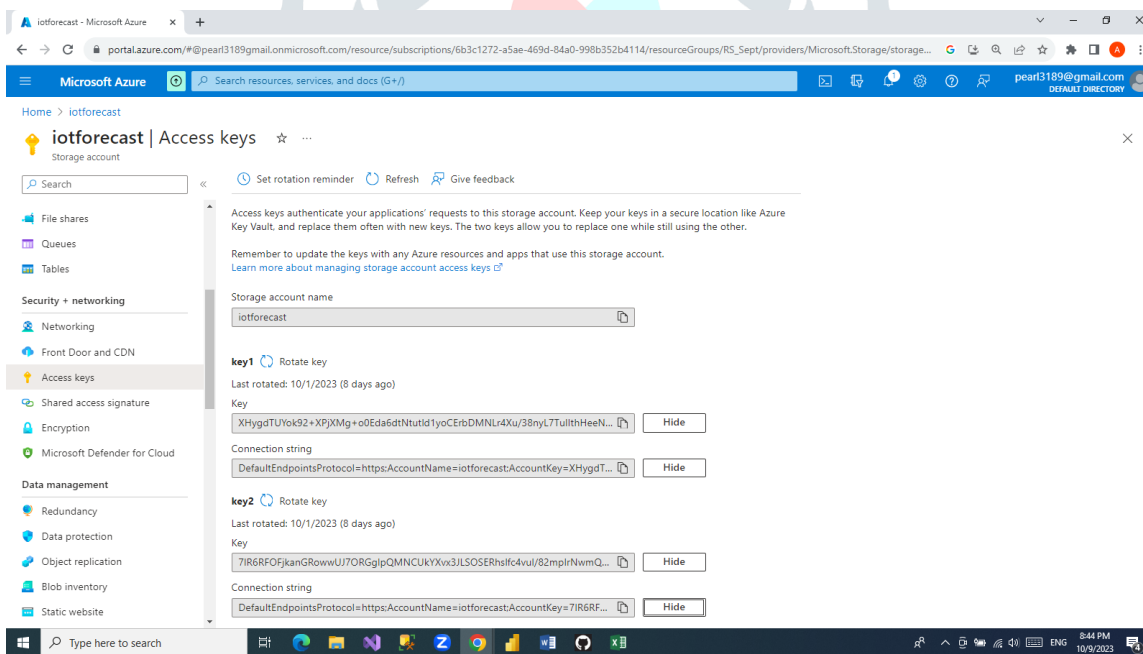 iotforecast - Microsoft Azure
portal.azure.com/#@pearl3189gmail.onmicrosoft.com/resource/subscriptions/6b3c1272-a5ae-469d-84a0-998b352b4114/resourceGroups/RS_Sept/providers/Microsoft.Storage/storage...
G
A
Microsoft Azure
Search resources, services, and docs (G+/)
1
pearl3189@gmail.com
DEFAULT DIRECTORY
Home > iotforecast
iotforecast | Access keys
Storage account
Search
Set rotation reminder
Refresh
Give feedback
File shares
Queues
Tables
Security + networking
Networking
Front Door and CDN
Access keys
Shared access signature
Encryption
Microsoft Defender for Cloud
Data management
Redundancy
Data protection
Object replication
Blob inventory
Static website
Access keys authenticate your applications' requests to this storage account. Keep your keys in a secure location like Azure
Key Vault, and replace them often with new keys. The two keys allow you to replace one while still using the other.
Remember to update the keys with any Azure resources and apps that use this storage account.
Learn more about managing storage account access keys
Storage account name
iotforecast
key1
Rotate key
Last rotated: 10/1/2023 (8 days ago)
Key
Hide
Connection string
DefaultEndpointsProtocol=https;AccountName=iotforecast;AccountKey=
Hide
key2
Rotate key
Last rotated: 10/1/2023 (8 days ago)
Key
Hide
Connection string
DefaultEndpointsProtocol=https;AccountName=iotforecast;AccountKey=
Hide
Type here to search
ENG
8:44 PM
10/9/2023